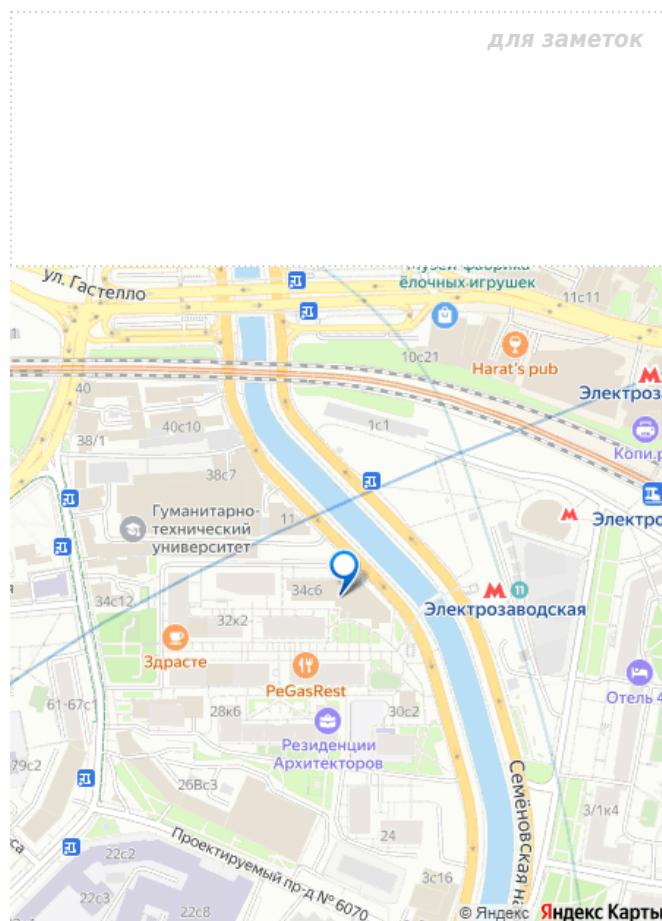 для заметок
ул. Гастелло
ёлочных игрушек
11с11
10с21
Harat's pub
Электроз
40
40с10
1с1
38/1
Копи.р
38с7
Гуманитарно-
технический
университет
11
Электро
34с6
34с12
11
Электрозаводская
32к2
Здрасте
PeGasRest
Отель 4
61-67с1
28к6
30с2
Резиденции
Архитекторов
79с2
26Вс3
Семёновская на
3/1к4
24
Проектируемый пр-д № 6070
22с2
3с16
22с3
22с8
© Яндекс Яндекс Карты